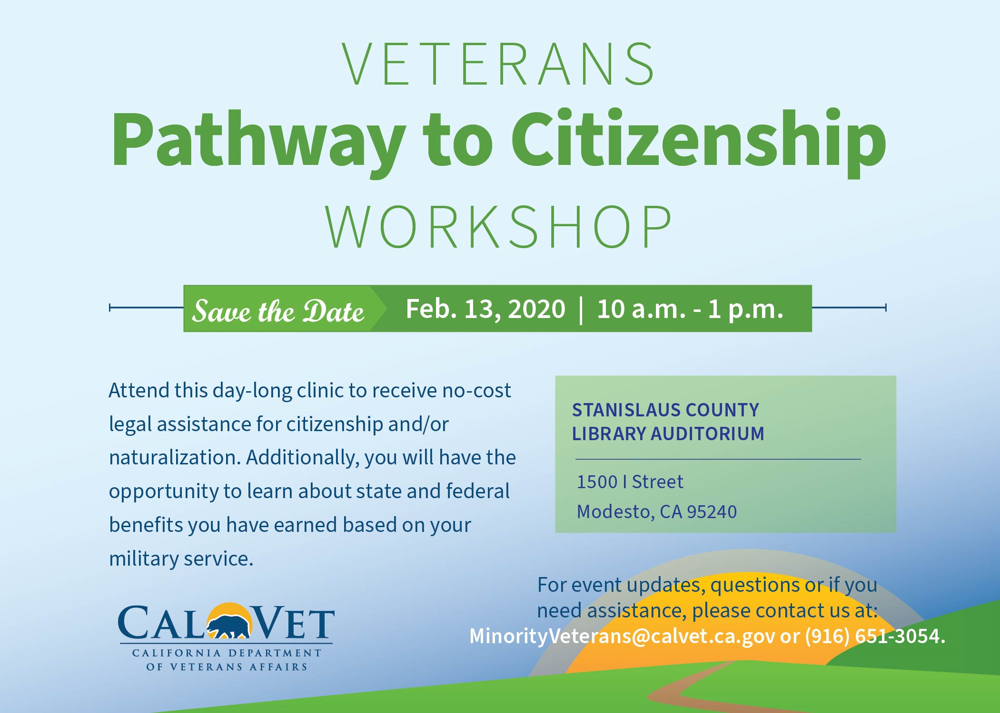 VETERANS
Pathway to Citizenship
WORKSHOP
Save the Date Feb. 13, 2020 | 10 a.m. - 1 p.m.
Attend this day-long clinic to receive no-cost
legal assistance for citizenship and/or
naturalization. Additionally, you will have the
opportunity to learn about state and federal
benefits you have earned based on your
military service.
STANISLAUS COUNTY
LIBRARY AUDITORIUM
1500 I Street
Modesto, CA 95240
For event updates, questions or if you
need assistance, please contact us at:
MinorityVeterans@calvet.ca.gov or (916) 651-3054.
CALVET
CALIFORNIA DEPARTMENT
OF VETERANS AFFAIRS